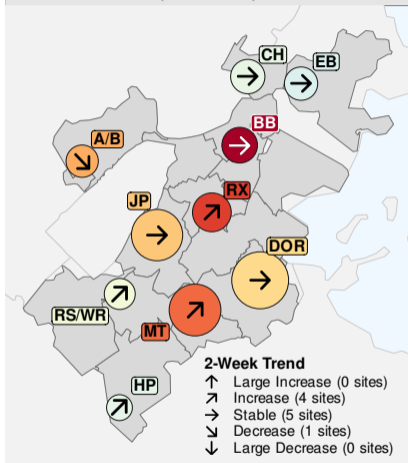 CH
EB
BB
A/B
RX
JP
DOR
RS/WR
MT
HP
2-Week Trend
↑ Large Increase (0 sites)
↗ Increase (4 sites)
→ Stable (5 sites)
↘ Decrease (1 sites)
↓ Large Decrease (0 sites)